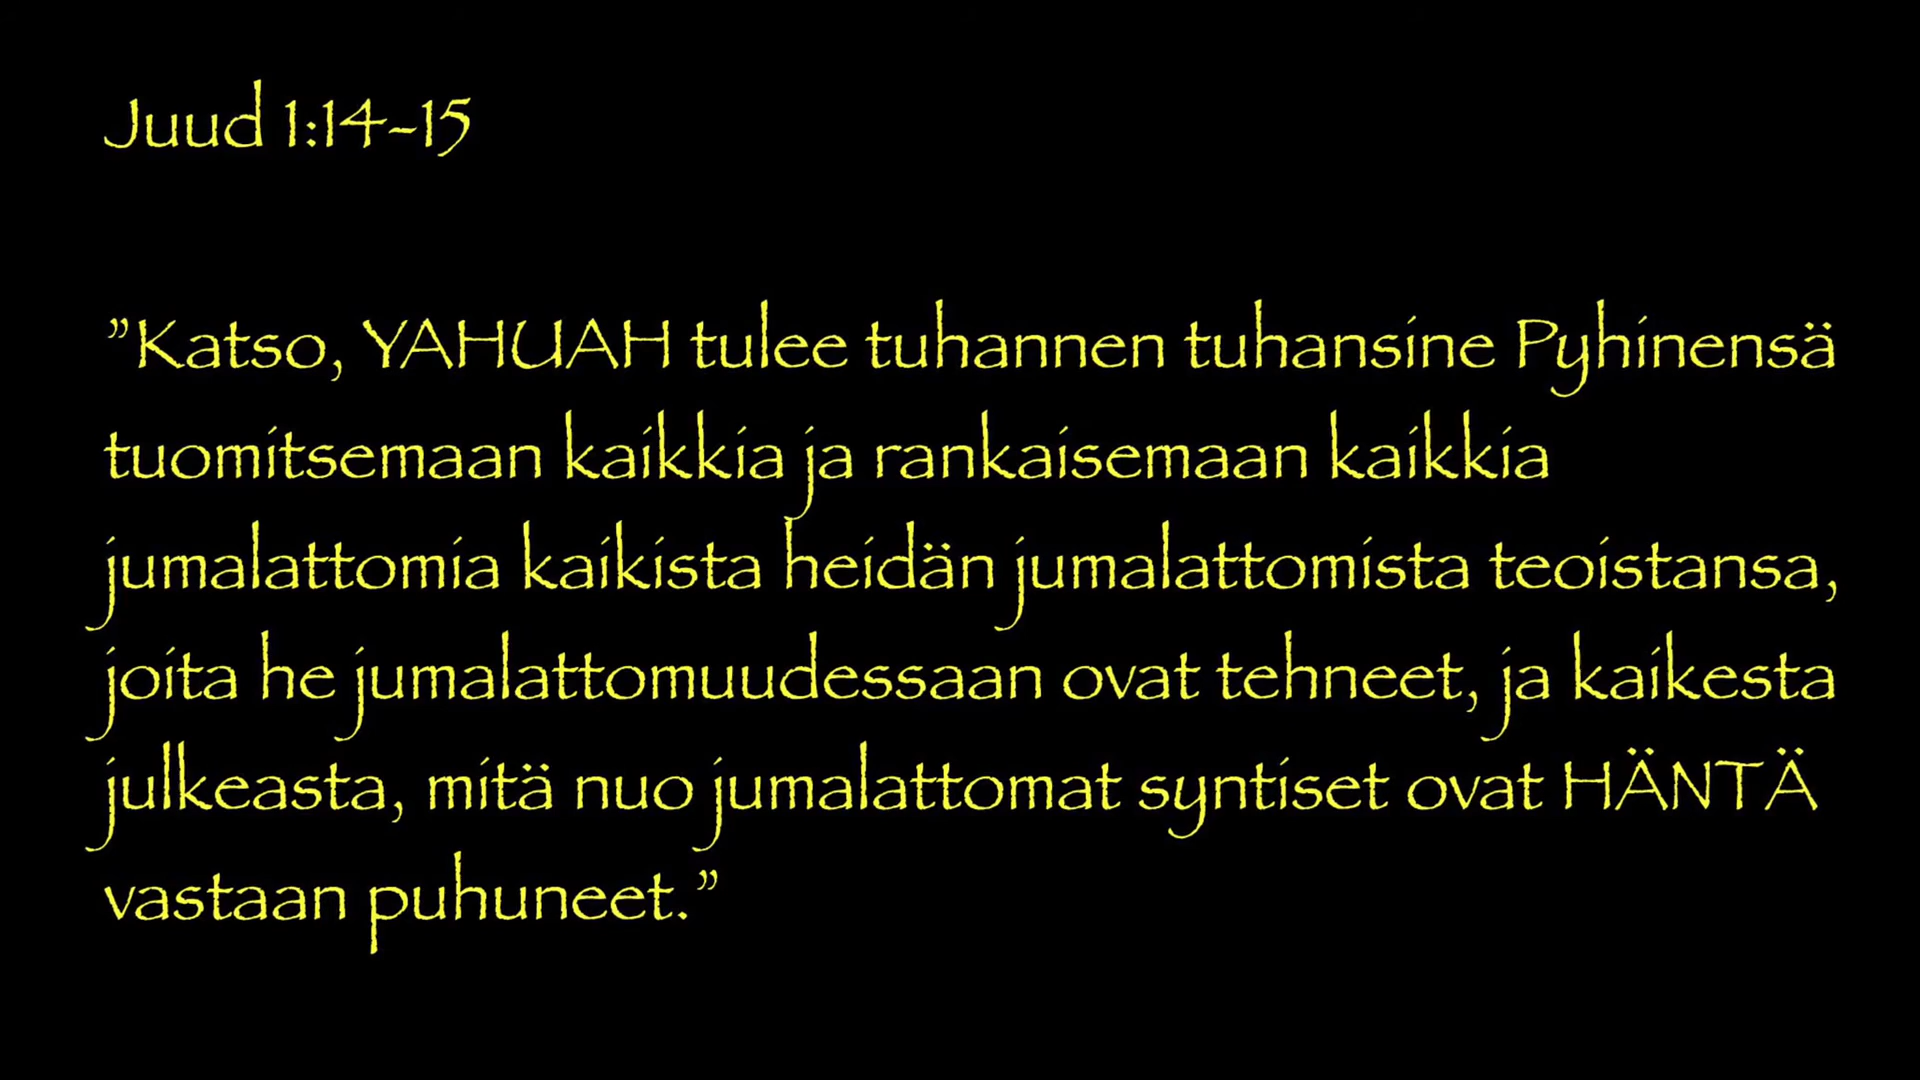 Juud 1:14-15
”Katso, YAHUAH tulee tuhannen tuhansine Pyhinensä
tuomitsemaan kaikkia ja rankaisemaan kaikkia
jumalattomia kaikista heidän jumalattomista teoistansa,
joita he jumalattomuudessaan ovat tehneet, ja kaikesta
julkeasta, mitä nuo jumalattomat syntiset ovat HÄNTÄ
vastaan puhuneet.”